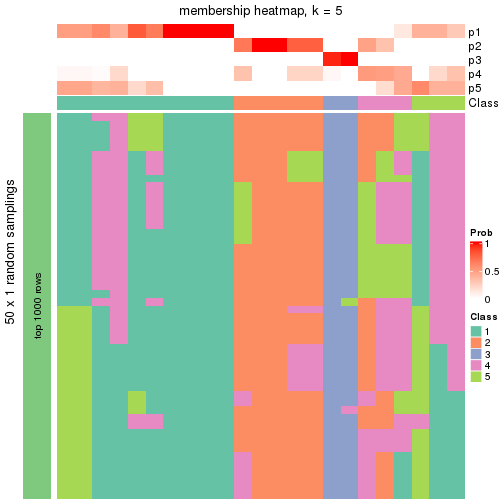 membership heatmap, k = 5
p1
p2
p3
p4
p5
Class
50 x 1 random samplings
top 1000 rows
Prob
1
0.5
0
Class
1
2
3
4
5